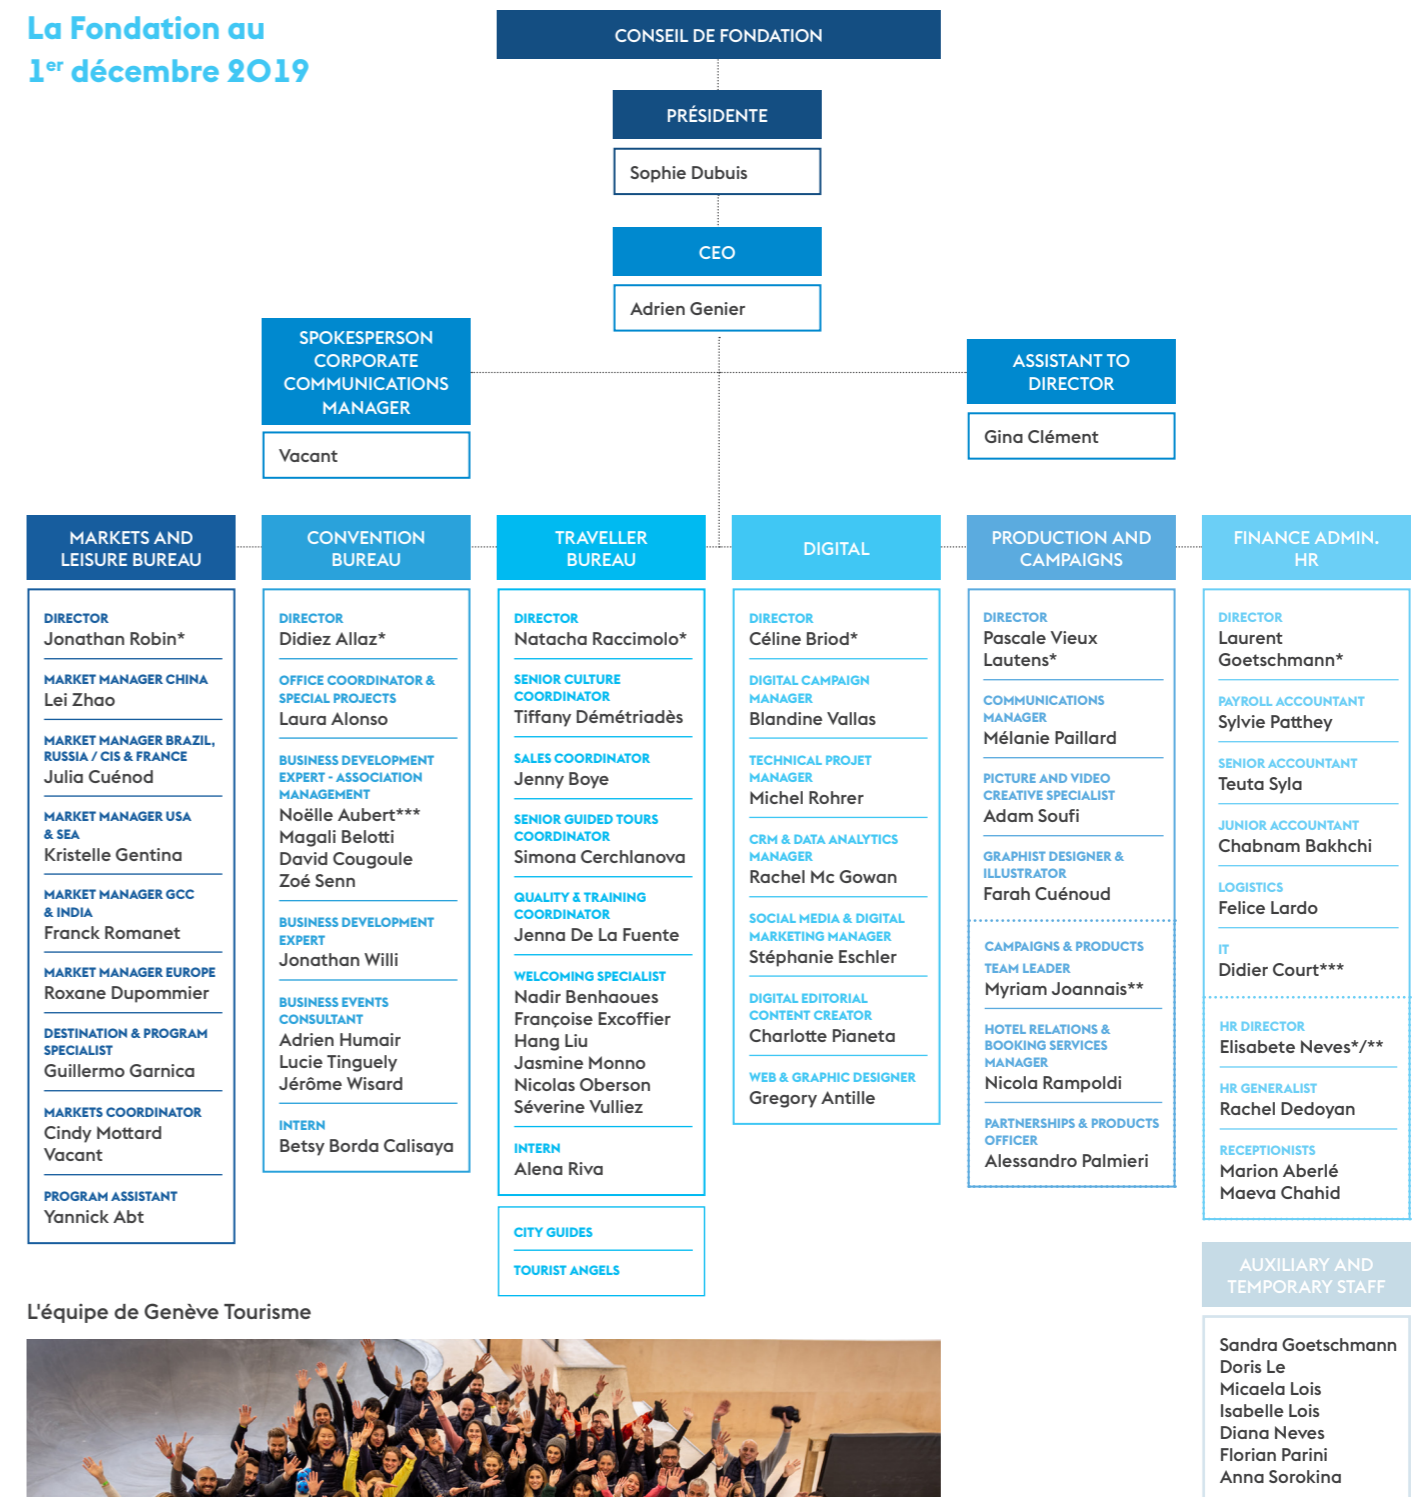 La Fondation au
1er décembre 2019
CONSEIL DE FONDATION
PRÉSIDENTE
Sophie Dubuis
CEO
Adrien Genier
SPOKESPERSON
CORPORATE
COMMUNICATIONS
MANAGER
Vacant
ASSISTANT TO
DIRECTOR
Gina Clément
MARKETS AND
LEISURE BUREAU
DIRECTOR
Jonathan Robin*
MARKET MANAGER CHINA
Lei Zhao
MARKET MANAGER BRAZIL,
RUSSIA / CIS & FRANCE
Julia Cuénod
MARKET MANAGER USA
& SEA
Kristelle Gentina
MARKET MANAGER GCC
& INDIA
Franck Romanet
MARKET MANAGER EUROPE
Roxane Dupommier
DESTINATION & PROGRAM
SPECIALIST
Guillermo Garnica
MARKETS COORDINATOR
Cindy Mottard
Vacant
PROGRAM ASSISTANT
Yannick Abt
CONVENTION
BUREAU
DIRECTOR
Didiez Allaz*
OFFICE COORDINATOR &
SPECIAL PROJECTS
Laura Alonso
BUSINESS DEVELOPMENT
EXPERT - ASSOCIATION
MANAGEMENT
Noëlle Aubert***
Magali Belotti
David Cougoule
Zoé Senn
BUSINESS DEVELOPMENT
EXPERT
Jonathan Willi
BUSINESS EVENTS
CONSULTANT
Adrien Humair
Lucie Tinguely
Jérôme Wisard
INTERN
Betsy Borda Calisaya
TRAVELLER
BUREAU
DIRECTOR
Natacha Raccimolo*
SENIOR CULTURE
COORDINATOR
Tiffany Démétriadès
SALES COORDINATOR
Jenny Boye
SENIOR GUIDED TOURS
COORDINATOR
Simona Cerchlanova
QUALITY & TRAINING
COORDINATOR
Jenna De La Fuente
WELCOMING SPECIALIST
Nadir Benhaoues
Françoise Excoffier
Hang Liu
Jasmine Monno
Nicolas Oberson
Séverine Vulliez
INTERN
Alena Riva
CITY GUIDES
TOURIST ANGELS
DIGITAL
DIRECTOR
Céline Briod*
DIGITAL CAMPAIGN
MANAGER
Blandine Vallas
TECHNICAL PROJET
MANAGER
Michel Rohrer
CRM & DATA ANALYTICS
MANAGER
Rachel Mc Gowan
SOCIAL MEDIA & DIGITAL
MARKETING MANAGER
Stéphanie Eschler
DIGITAL EDITORIAL
CONTENT CREATOR
Charlotte Pianeta
WEB & GRAPHIC DESIGNER
Gregory Antille
PRODUCTION AND
CAMPAIGNS
DIRECTOR
Pascale Vieux
Lautens*
COMMUNICATIONS
MANAGER
Mélanie Paillard
PICTURE AND VIDEO
CREATIVE SPECIALIST
Adam Soufi
GRAPHIST DESIGNER &
ILLUSTRATOR
Farah Cuénoud
CAMPAIGNS & PRODUCTS
TEAM LEADER
Myriam Joannais**
HOTEL RELATIONS &
BOOKING SERVICES
MANAGER
Nicola Rampoldi
PARTNERSHIPS & PRODUCTS
OFFICER
Alessandro Palmieri
FINANCE ADMIN.
HR
DIRECTOR
Laurent
Goetschmann*
PAYROLL ACCOUNTANT
Sylvie Patthey
SENIOR ACCOUNTANT
Teuta Syla
JUNIOR ACCOUNTANT
Chabnam Bakhchi
LOGISTICS
Felice Lardo
IT
Didier Court***
HR DIRECTOR
Elisabete Neves*/**
HR GENERALIST
Rachel Dedoyan
RECEPTIONISTS
Marion Aberlé
Maeva Chahid
AUXILIARY AND
TEMPORARY STAFF
Sandra Goetschmann
Doris Le
Micaela Lois
Isabelle Lois
Diana Neves
Florian Parini
Anna Sorokina
L'équipe de Genève Tourisme